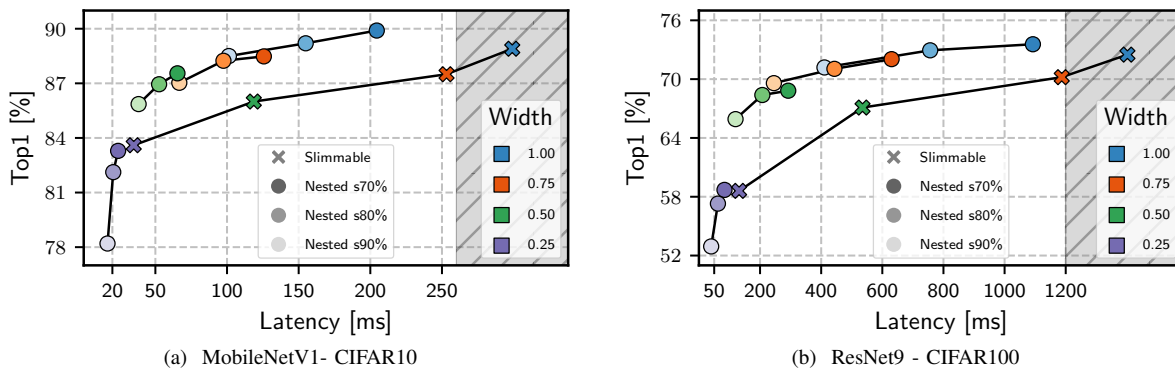 90
87
84
81
78
Top1 [%]
20 50 100 150 200 250
Latency [ms]
Slimmable
Nested s70%
Nested s80%
Nested s90%
Width
1.00
0.75
0.50
0.25
(a) MobileNetV1- CIFAR10
76
70
64
58
52
Top1 [%]
50 200 400 600 800 1000 1200
Latency [ms]
Slimmable
Nested s70%
Nested s80%
Nested s90%
Width
1.00
0.75
0.50
0.25
(b) ResNet9 - CIFAR100